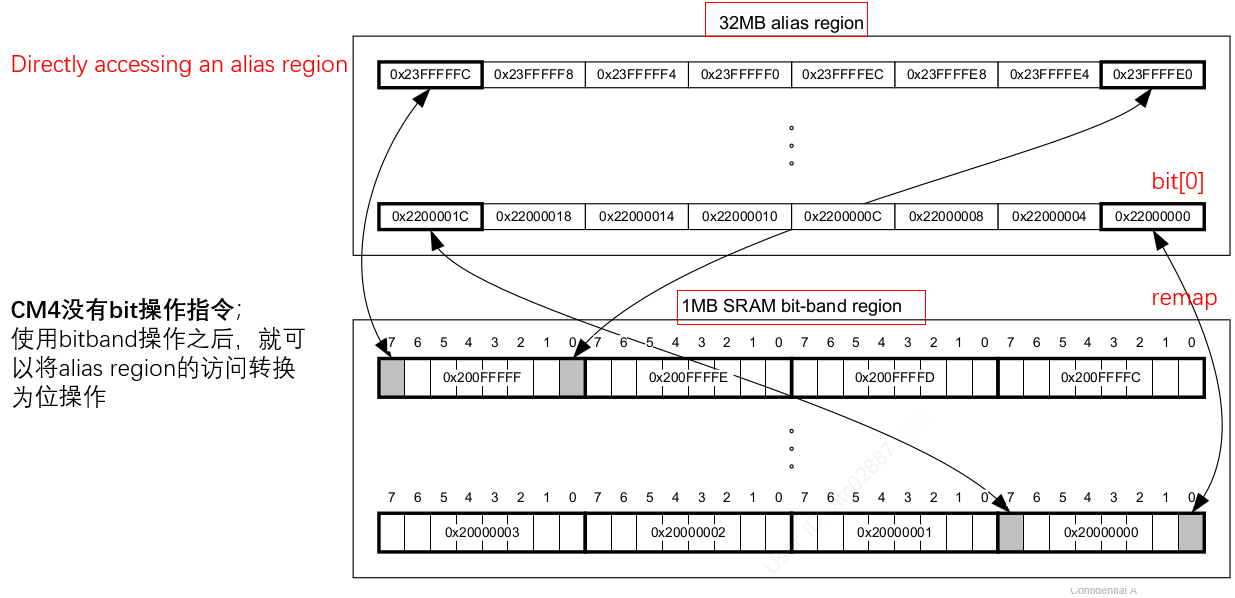 32MB alias region
Directly accessing an alias region
0x23FFFFFC 0x23FFFFF8 0x23FFFFF4 0x23FFFFF0 0x23FFFFEC 0x23FFFFE8 0x23FFFFE4 0x23FFFFE0
bit[0]
0x2200001C 0x22000018 0x22000014 0x22000010 0x2200000C 0x22000008 0x22000004 0x22000000
remap
1MB SRAM bit-band region
CM4没有bit操作指令；
使用bitband操作之后，就可
以将alias region的访问转换
为位操作
7 6 5 4 3 2 1 0 7 6 5 4 3 2 1 0 7 6 5 4 3 2 1 0 7 6 5 4 3 2 1 0
0x200FFFFF 0x200FFFFE 0x200FFFFD 0x200FFFFC
7 6 5 4 3 2 1 0 7 6 5 4 3 2 1 0 7 6 5 4 3 2 1 0 7 6 5 4 3 2 1 0
0x20000003 0x20000002 0x20000001 0x20000000
Confidential A